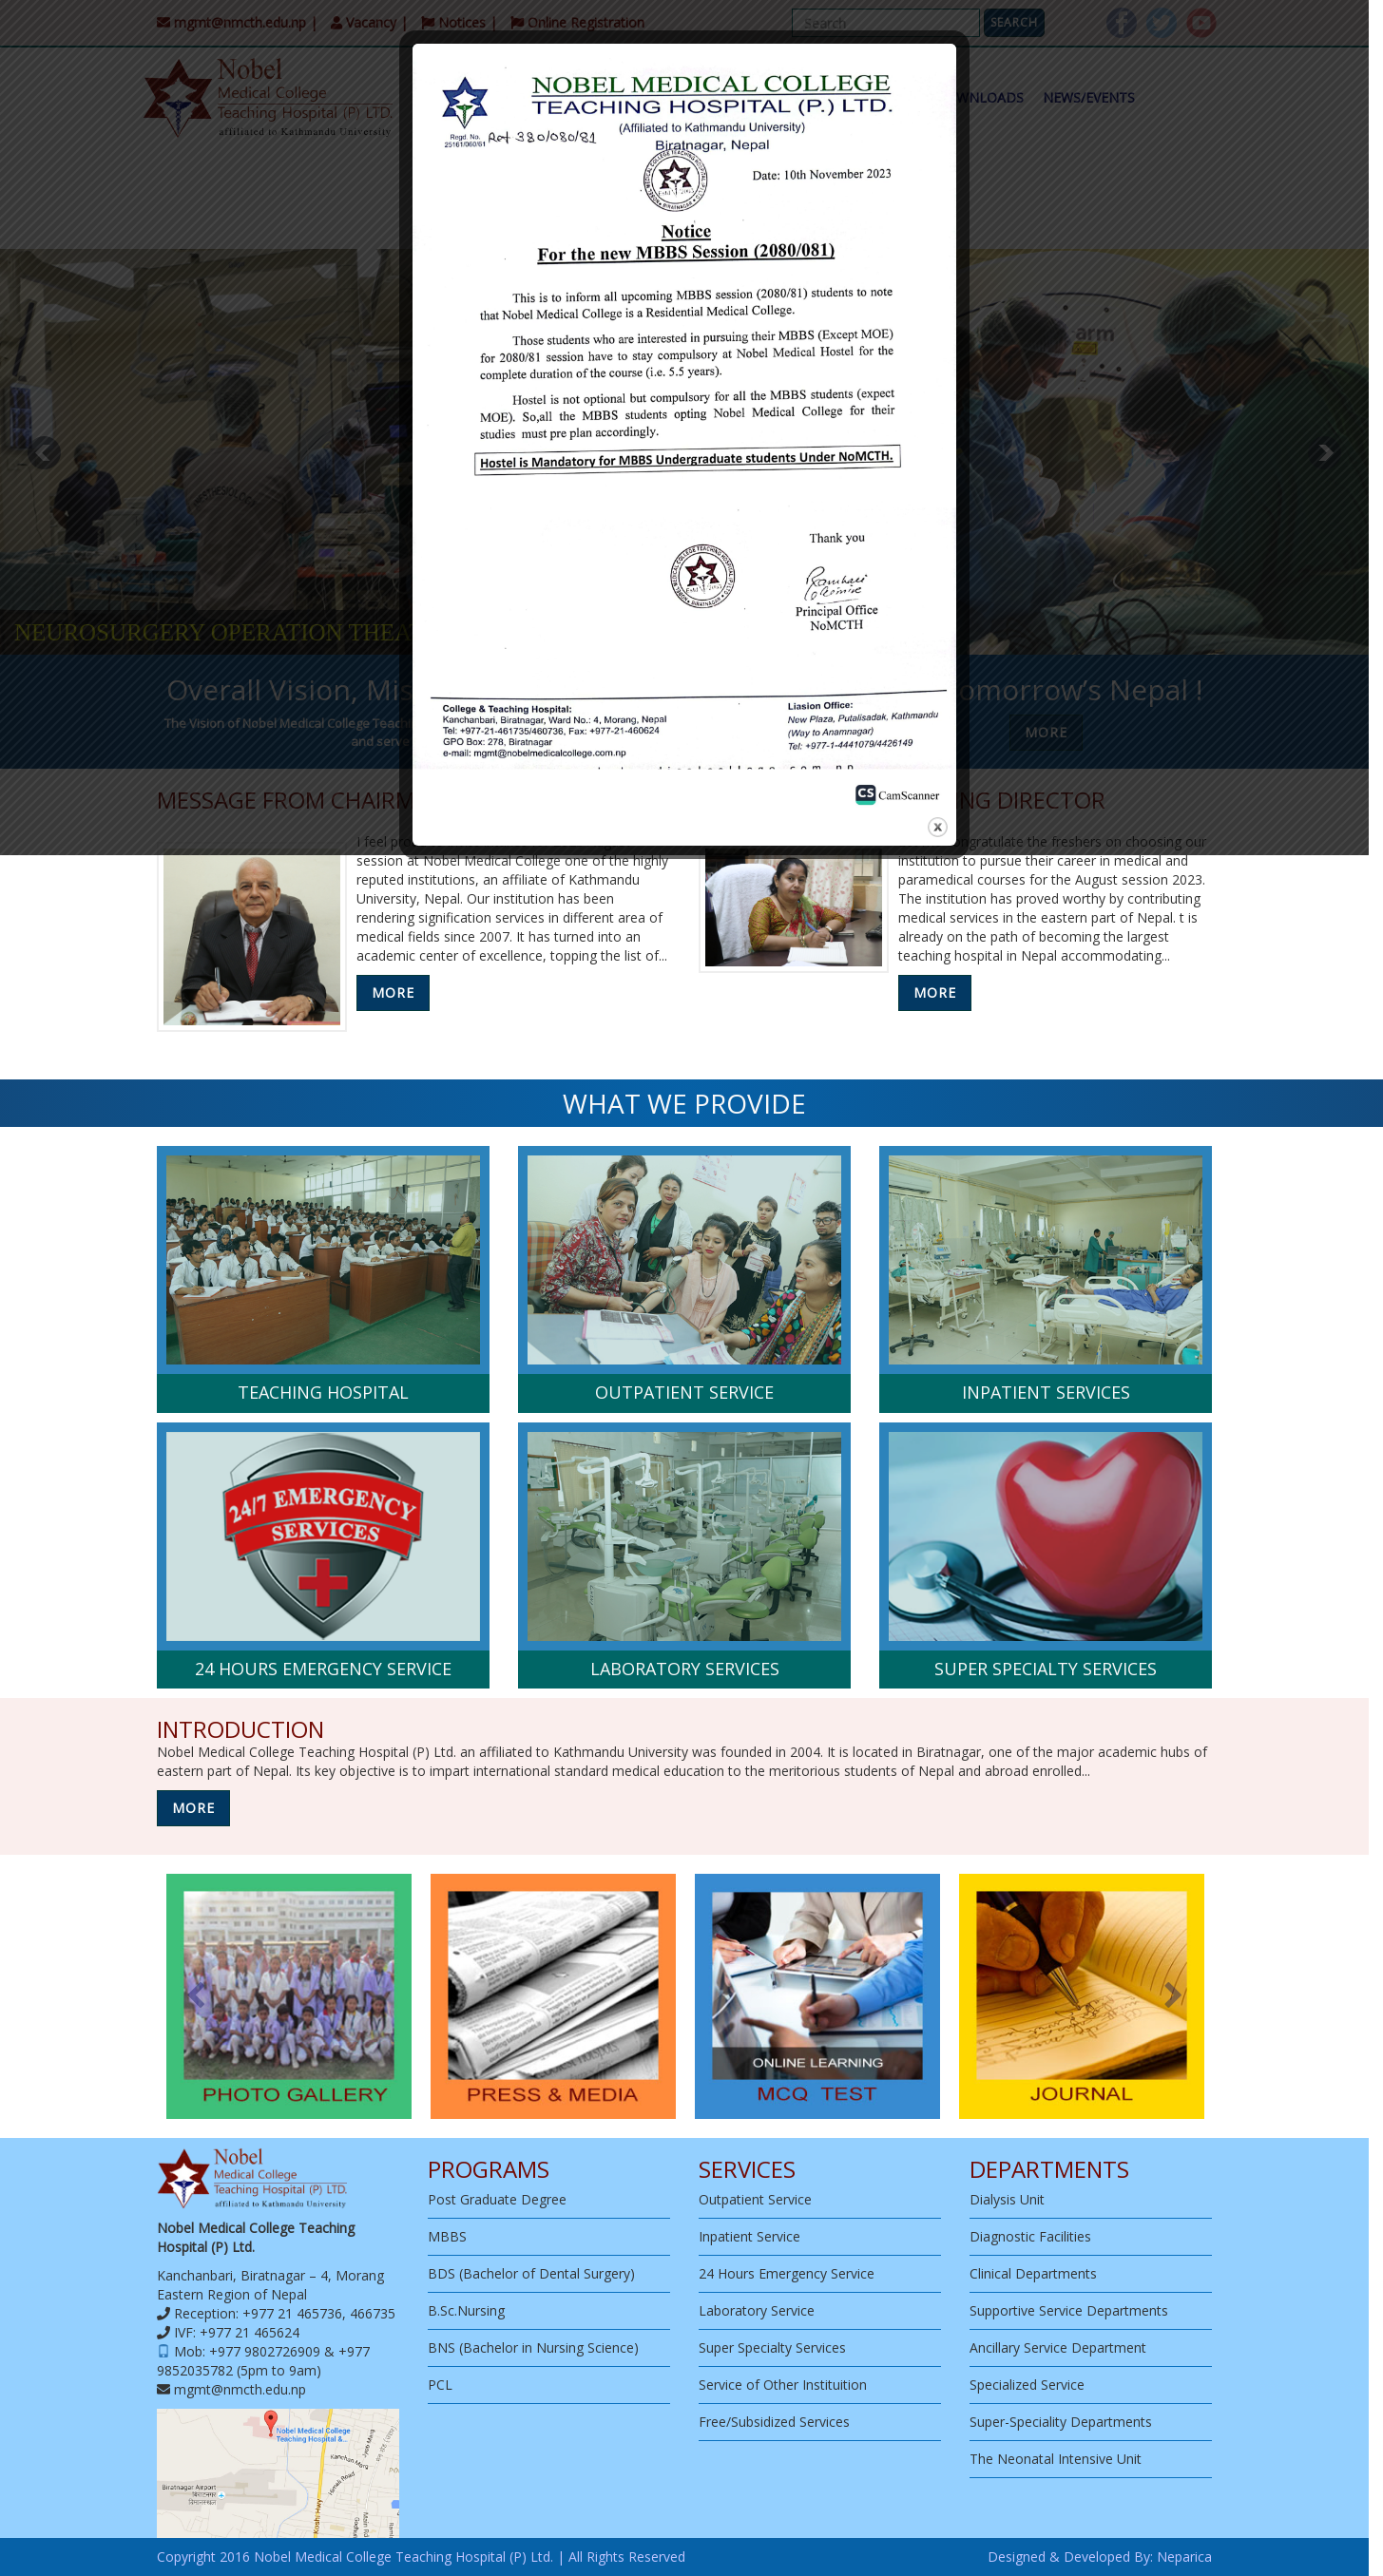 mgmt@nmcth.edu.np | Vacancy | Notices | Online Registration
Search
SEARCH
Nobel
Medical College
Teaching Hospital (P) LTD.
affiliated to Kathmandu University
WNLOADS NEWS/EVENTS
NOBEL MEDICAL COLLEGE
TEACHING HOSPITAL (P.) LTD.
(Affiliated to Kathmandu University)
Biratnagar, Nepal
Regd. No.
25161/060/61
Ref 380/080/81
Date: 10th November 2023
Notice
For the new MBBS Session (2080/081)
This is to inform all upcoming MBBS session (2080/81) students to note
that Nobel Medical College is a Residential Medical College.
Those students who are interested in pursuing their MBBS (Except MOE)
for 2080/81 session have to stay compulsory at Nobel Medical Hostel for the
complete duration of the course (i.e. 5.5 years).
Hostel is not optional but compulsory for all the MBBS students (expect
MOE). So,all the MBBS students opting Nobel Medical College for their
studies must pre plan accordingly.
Hostel is Mandatory for MBBS Undergraduate students Under NoMCTH.
Thank you
Principal Office
NoMCTH
College & Teaching Hospital:
Kanchanbari, Biratnagar, Ward No.: 4, Morang, Nepal
Tel: +977-21-461735/460736, Fax: +977-21-460624
GPO Box: 278, Biratnagar
e-mail: mgmt@nobelmedicalcollege.com.np
Liasion Office:
New Plaza, Putalisadak, Kathmandu
(Way to Anamnagar)
Tel: +977-1-4441079/4426149
CS CamScanner
X
arm
NEUROSURGERY OPERATION THEA
Overall Vision, Mis
omorrow's Nepal !
The Vision of Nobel Medical College Teach
and serve
MORE
MESSAGE FROM CHAIRM
NG DIRECTOR
I feel pro
session at Nobel Medical College one of the highly
reputed institutions, an affiliate of Kathmandu
University, Nepal. Our institution has been
rendering signification services in different area of
medical fields since 2007. It has turned into an
academic center of excellence, topping the list of...
MORE
ngratulate the freshers on choosing our
institution to pursue their career in medical and
paramedical courses for the August session 2023.
The institution has proved worthy by contributing
medical services in the eastern part of Nepal. t is
already on the path of becoming the largest
teaching hospital in Nepal accommodating...
MORE
WHAT WE PROVIDE
TEACHING HOSPITAL
OUTPATIENT SERVICE
INPATIENT SERVICES
24/7 EMERGENCY
SERVICES
24 HOURS EMERGENCY SERVICE
LABORATORY SERVICES
SUPER SPECIALTY SERVICES
INTRODUCTION
Nobel Medical College Teaching Hospital (P) Ltd. an affiliated to Kathmandu University was founded in 2004. It is located in Biratnagar, one of the major academic hubs of
eastern part of Nepal. Its key objective is to impart international standard medical education to the meritorious students of Nepal and abroad enrolled...
MORE
PHOTO GALLERY
PRESS & MEDIA
ONLINE LEARNING
MCQ TEST
JOURNAL
Nobel
Medical College
Teaching Hospital (P) LTD.
affiliated to Kathmandu University
Nobel Medical College Teaching
Hospital (P) Ltd.
Kanchanbari, Biratnagar – 4, Morang
Eastern Region of Nepal
Reception: +977 21 465736, 466735
IVF: +977 21 465624
Mob: +977 9802726909 & +977
9852035782 (5pm to 9am)
mgmt@nmcth.edu.np
Nobel Medical College
Teaching Hospital &..
Kanchan Marg
Himali Road
Biratnagar Airport
Koshi Hwy
PROGRAMS
Post Graduate Degree
MBBS
BDS (Bachelor of Dental Surgery)
B.Sc.Nursing
BNS (Bachelor in Nursing Science)
PCL
SERVICES
Outpatient Service
Inpatient Service
24 Hours Emergency Service
Laboratory Service
Super Specialty Services
Service of Other Instituition
Free/Subsidized Services
DEPARTMENTS
Dialysis Unit
Diagnostic Facilities
Clinical Departments
Supportive Service Departments
Ancillary Service Department
Specialized Service
Super-Speciality Departments
The Neonatal Intensive Unit
Copyright 2016 Nobel Medical College Teaching Hospital (P) Ltd. | All Rights Reserved
Designed & Developed By: Neparica